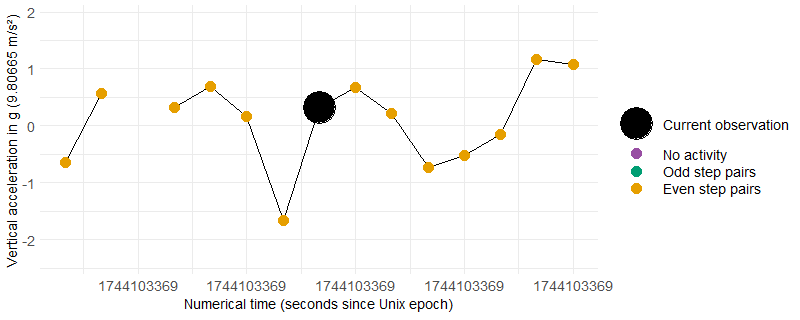 Vertical acceleration in g (9.80665 m/s²)
2
1
0
-1
-2
1744103369 1744103369 1744103369 1744103369 1744103369
Numerical time (seconds since Unix epoch)
Current observation
No activity
Odd step pairs
Even step pairs